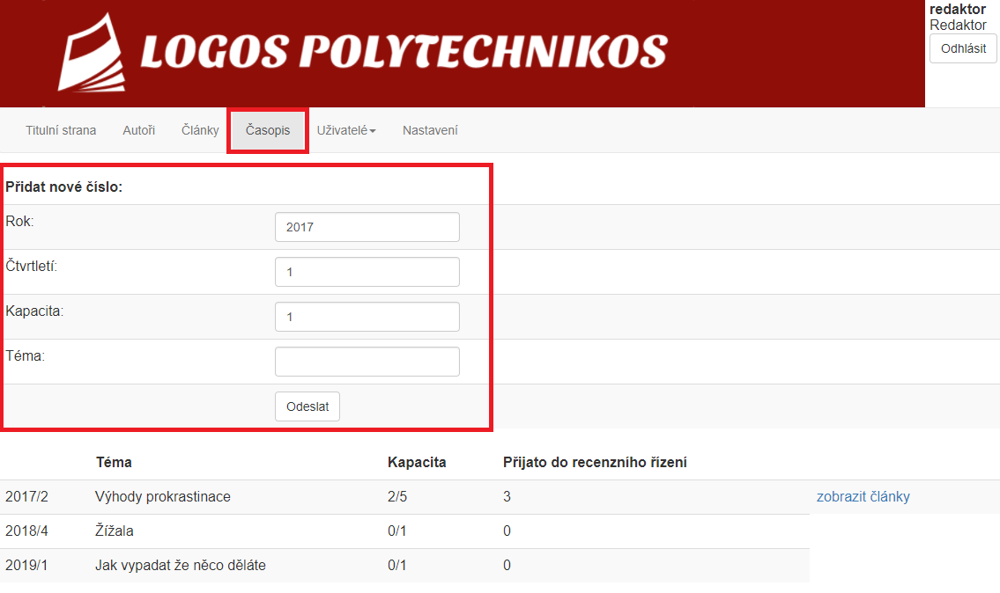 LOGOS POLYTECHNIKOS
redaktor
Redaktor
Odhlásit
Titulní strana Autoři Články Časopis Uživatelé Nastavení
Přidat nové číslo:
Rok: 2017
Čtvrtletí: 1
Kapacita: 1
Téma:
Odeslat
Téma Kapacita Přijato do recenzního řízení
2017/2 Výhody prokrastinace 2/5 3 zobrazit články
2018/4 Žížala 0/1 0
2019/1 Jak vypadat že něco děláte 0/1 0